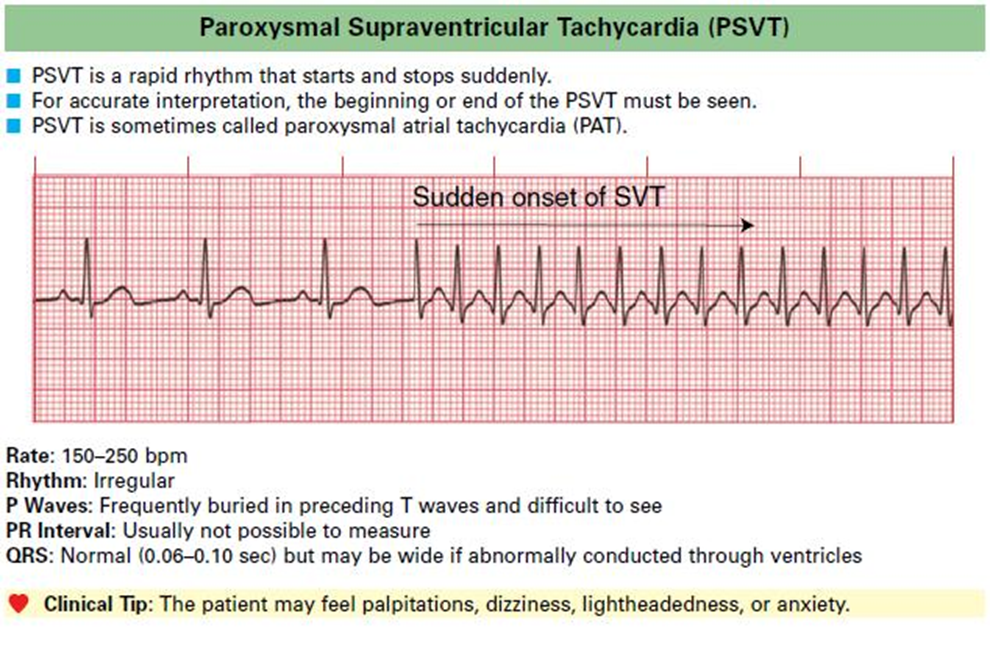 Paroxysmal Supraventricular Tachycardia (PSVT)
PSVT is a rapid rhythm that starts and stops suddenly.
For accurate interpretation, the beginning or end of the PSVT must be seen.
PSVT is sometimes called paroxysmal atrial tachycardia (PAT).
Sudden onset of SVT
Rate: 150–250 bpm
Rhythm: Irregular
P Waves: Frequently buried in preceding T waves and difficult to see
PR Interval: Usually not possible to measure
QRS: Normal (0.06–0.10 sec) but may be wide if abnormally conducted through ventricles
Clinical Tip: The patient may feel palpitations, dizziness, lightheadedness, or anxiety.